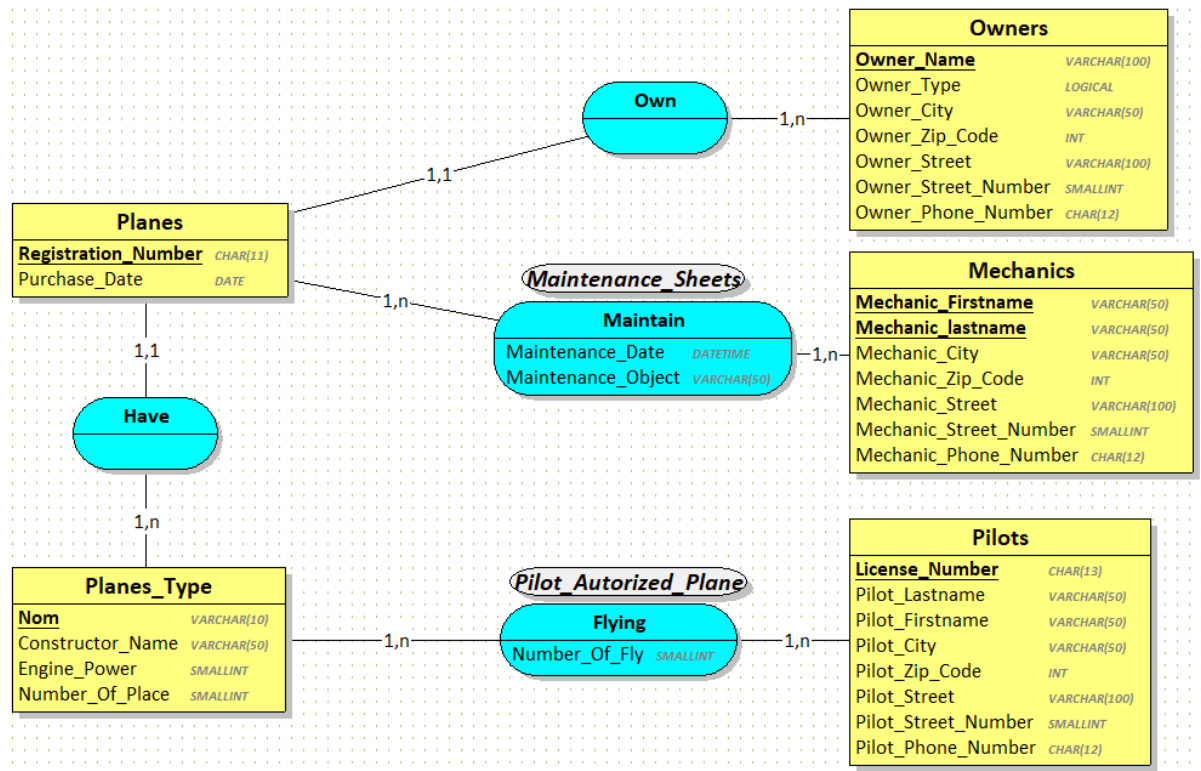 Owners
Owner_Name VARCHAR(100)
Owner_Type LOGICAL
Owner_City VARCHAR(50)
Owner_Zip_Code INT
Owner_Street VARCHAR(100)
Owner_Street_Number SMALLINT
Owner_Phone_Number CHAR(12)
Own
1,n
1,1
Planes
Registration_Number CHAR(11)
Purchase_Date DATE
Maintenance_Sheets
Maintain
Maintenance_Date DATETIME
Maintenance_Object VARCHAR(50)
1,n
1,n
Mechanics
Mechanic_Firstname VARCHAR(50)
Mechanic_lastname VARCHAR(50)
Mechanic_City VARCHAR(50)
Mechanic_Zip_Code INT
Mechanic_Street VARCHAR(100)
Mechanic_Street_Number SMALLINT
Mechanic_Phone_Number CHAR(12)
1,1
Have
1,n
Planes_Type
Nom VARCHAR(10)
Constructor_Name VARCHAR(50)
Engine_Power SMALLINT
Number_Of_Place SMALLINT
Pilot_Autorized_Plane
Flying
Number_Of_Fly SMALLINT
1,n
1,n
Pilots
License_Number CHAR(13)
Pilot_Lastname VARCHAR(50)
Pilot_Firstname VARCHAR(50)
Pilot_City VARCHAR(50)
Pilot_Zip_Code INT
Pilot_Street VARCHAR(100)
Pilot_Street_Number SMALLINT
Pilot_Phone_Number CHAR(12)